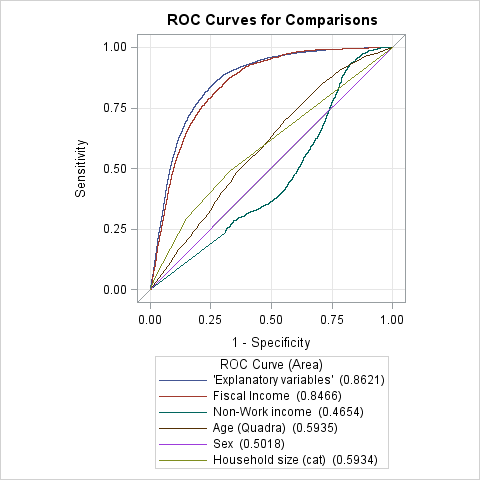 ROC Curves for Comparisons
1.00
0.75
0.50
0.25
0.00
Sensitivity
0.00 0.25 0.50 0.75 1.00
1 - Specificity
ROC Curve (Area)
'Explanatory variables' (0.8621)
Fiscal Income (0.8466)
Non-Work income (0.4654)
Age (Quadra) (0.5935)
Sex (0.5018)
Household size (cat) (0.5934)